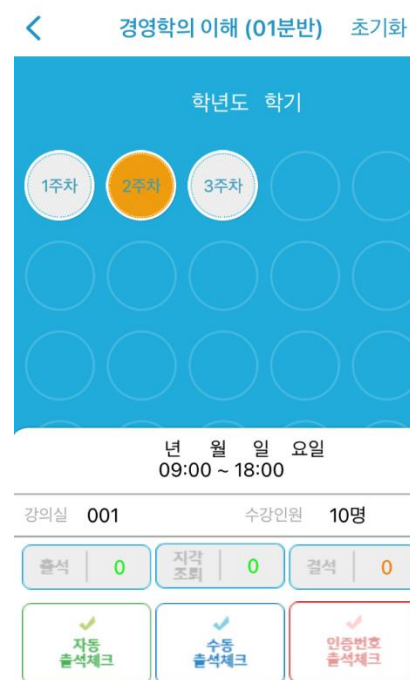 경영학의 이해 (01분반) 초기화
학년도 학기
1주차 2주차 3주차
년 월 일 요일
09:00 ~ 18:00
강의실 001 수강인원 10명
출석 0 지각 조퇴 0 결석 0
자동 수동 인증번호
출석체크 출석체크 출석체크